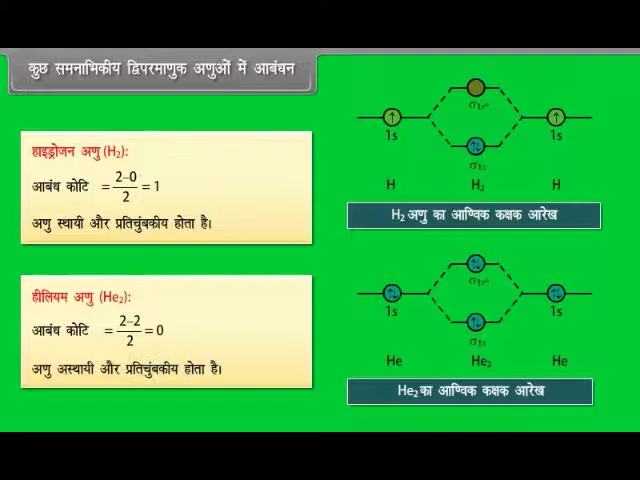 कुछ समनाभिकीय द्विपरमाणुक अणुओं में आबंधन
हाइड्रोजन अणु (H₂):
आबंध कोटि = 2–0/2 = 1
अणु स्थायी और प्रतिचुंबकीय होता है।
σ1s*
1s 1s
σ1s
H H₂ H
H₂ अणु का आण्विक कक्षक आरेख
हीलियम अणु (He₂):
आबंध कोटि = 2–2/2 = 0
अणु अस्थायी और प्रतिचुंबकीय होता है।
σ1s*
1s 1s
σ1s
He He₂ He
He₂ का आण्विक कक्षक आरेख